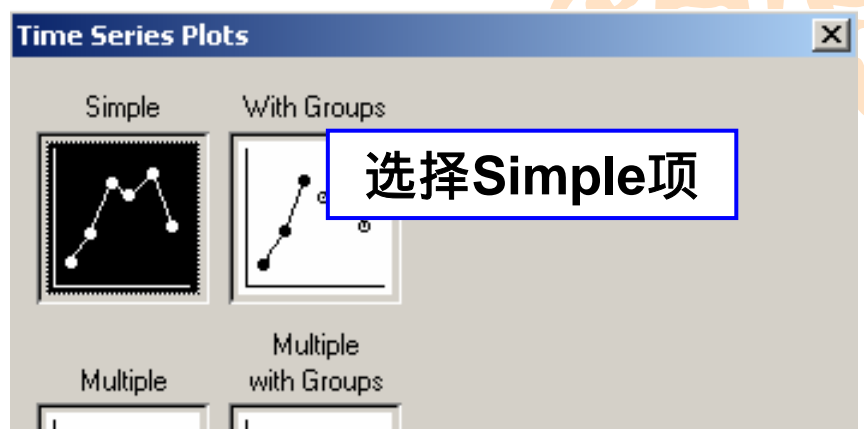 Time Series Plots
Simple With Groups
选择Simple项
Multiple
Multiple with Groups